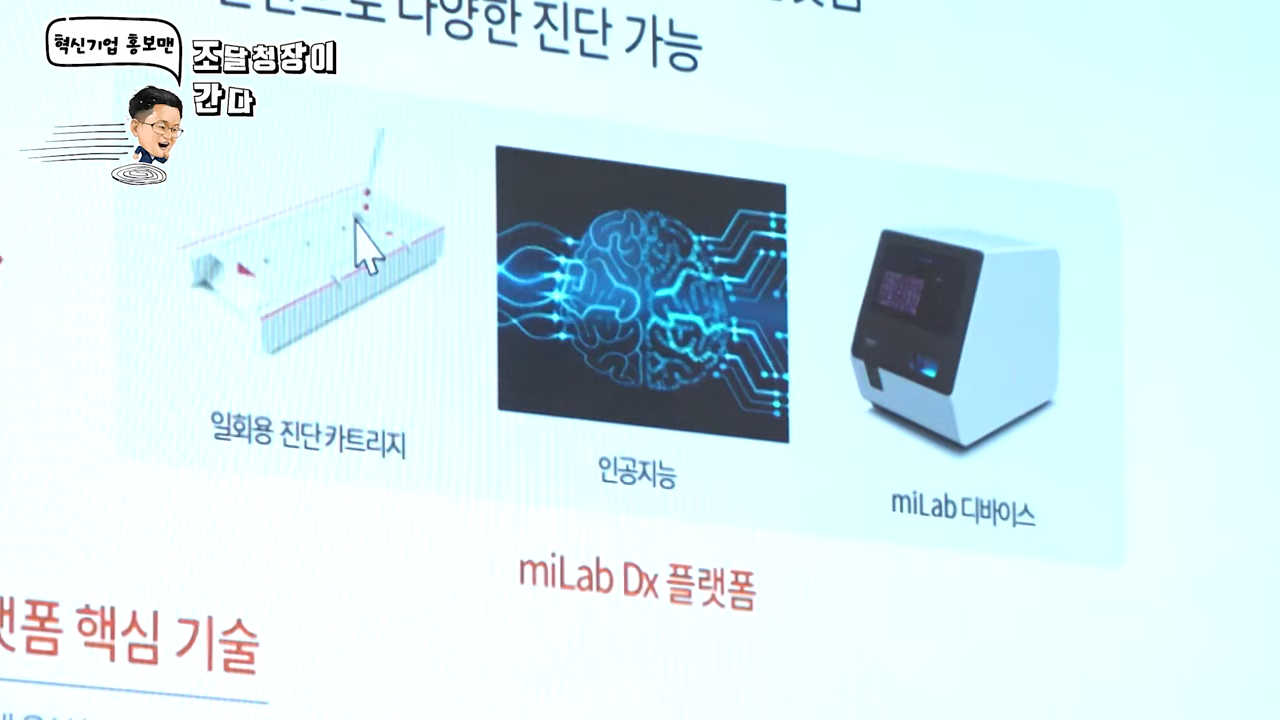 혁신기업 홍보맨
조달청장이
간다
다양한 진단 가능
일회용 진단 카트리지
인공지능
miLab 디바이스
miLab Dx 플랫폼
핵심 기술